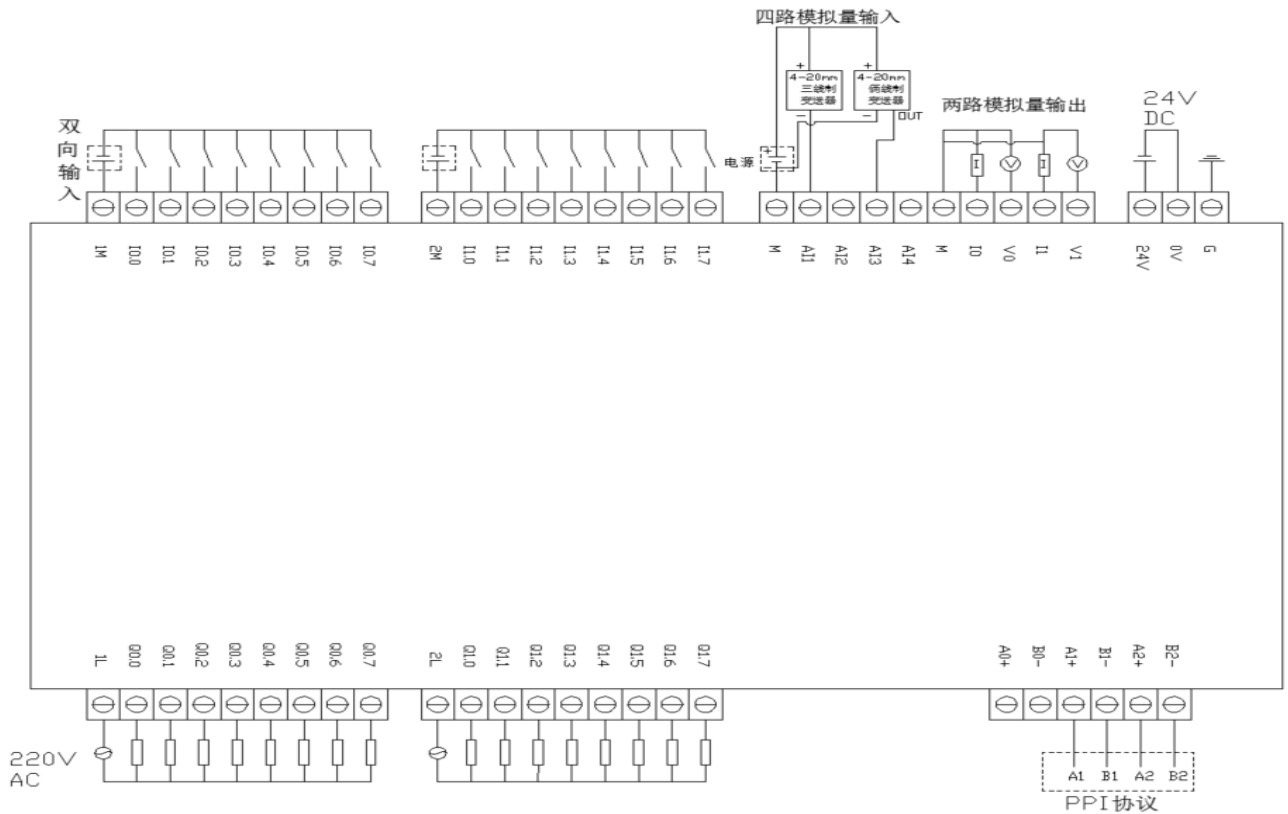 四路模拟量输入
+
4-20mm
三线制
变送器
-
+
4-20mm
俩线制
变送器
-
OUT
两路模拟量输出
24V
DC
双
向
输
入
电源
+
-
I
V
I
V
1M I0.0 I0.1 I0.2 I0.3 I0.4 I0.5 I0.6 I0.7
2M I1.0 I1.1 I1.2 I1.3 I1.4 I1.5 I1.6 I1.7
M AI1 AI2 AI3 AI4 M I0 V0 I1 V1
24V 0V G
1L Q0.0 Q0.1 Q0.2 Q0.3 Q0.4 Q0.5 Q0.6 Q0.7
2L Q1.0 Q1.1 Q1.2 Q1.3 Q1.4 Q1.5 Q1.6 Q1.7
A0+ B0- A1+ B1- A2+ B2-
220V
AC
A1 B1 A2 B2
PPI协议